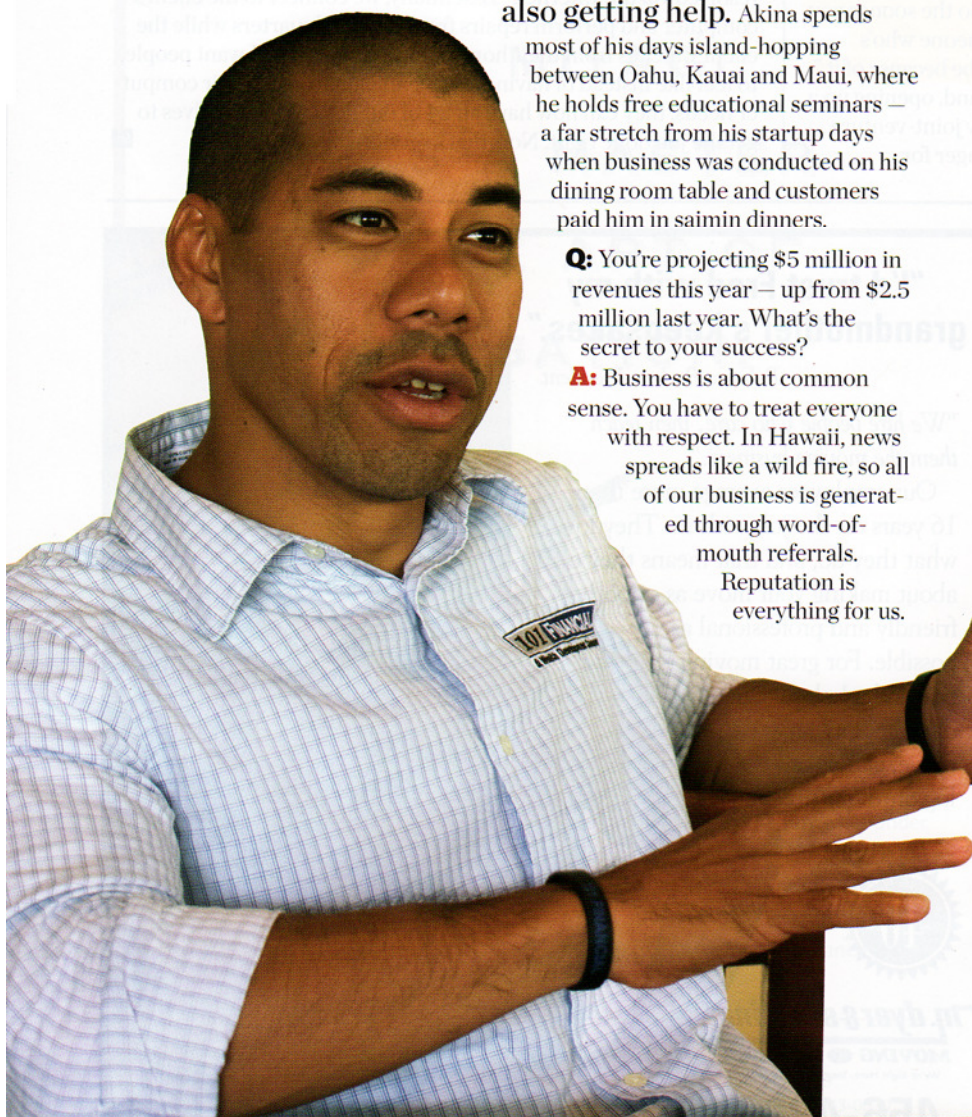 also getting help. Akina spends
most of his days island-hopping
between Oahu, Kauai and Maui, where
he holds free educational seminars —
a far stretch from his startup days
when business was conducted on his
dining room table and customers
paid him in saimin dinners.
Q: You're projecting $5 million in
revenues this year — up from $2.5
million last year. What's the
secret to your success?
A: Business is about common
sense. You have to treat everyone
with respect. In Hawaii, news
spreads like a wild fire, so all
of our business is generat-
ed through word-of-
mouth referrals.
Reputation is
everything for us.
101 FINANCIAL